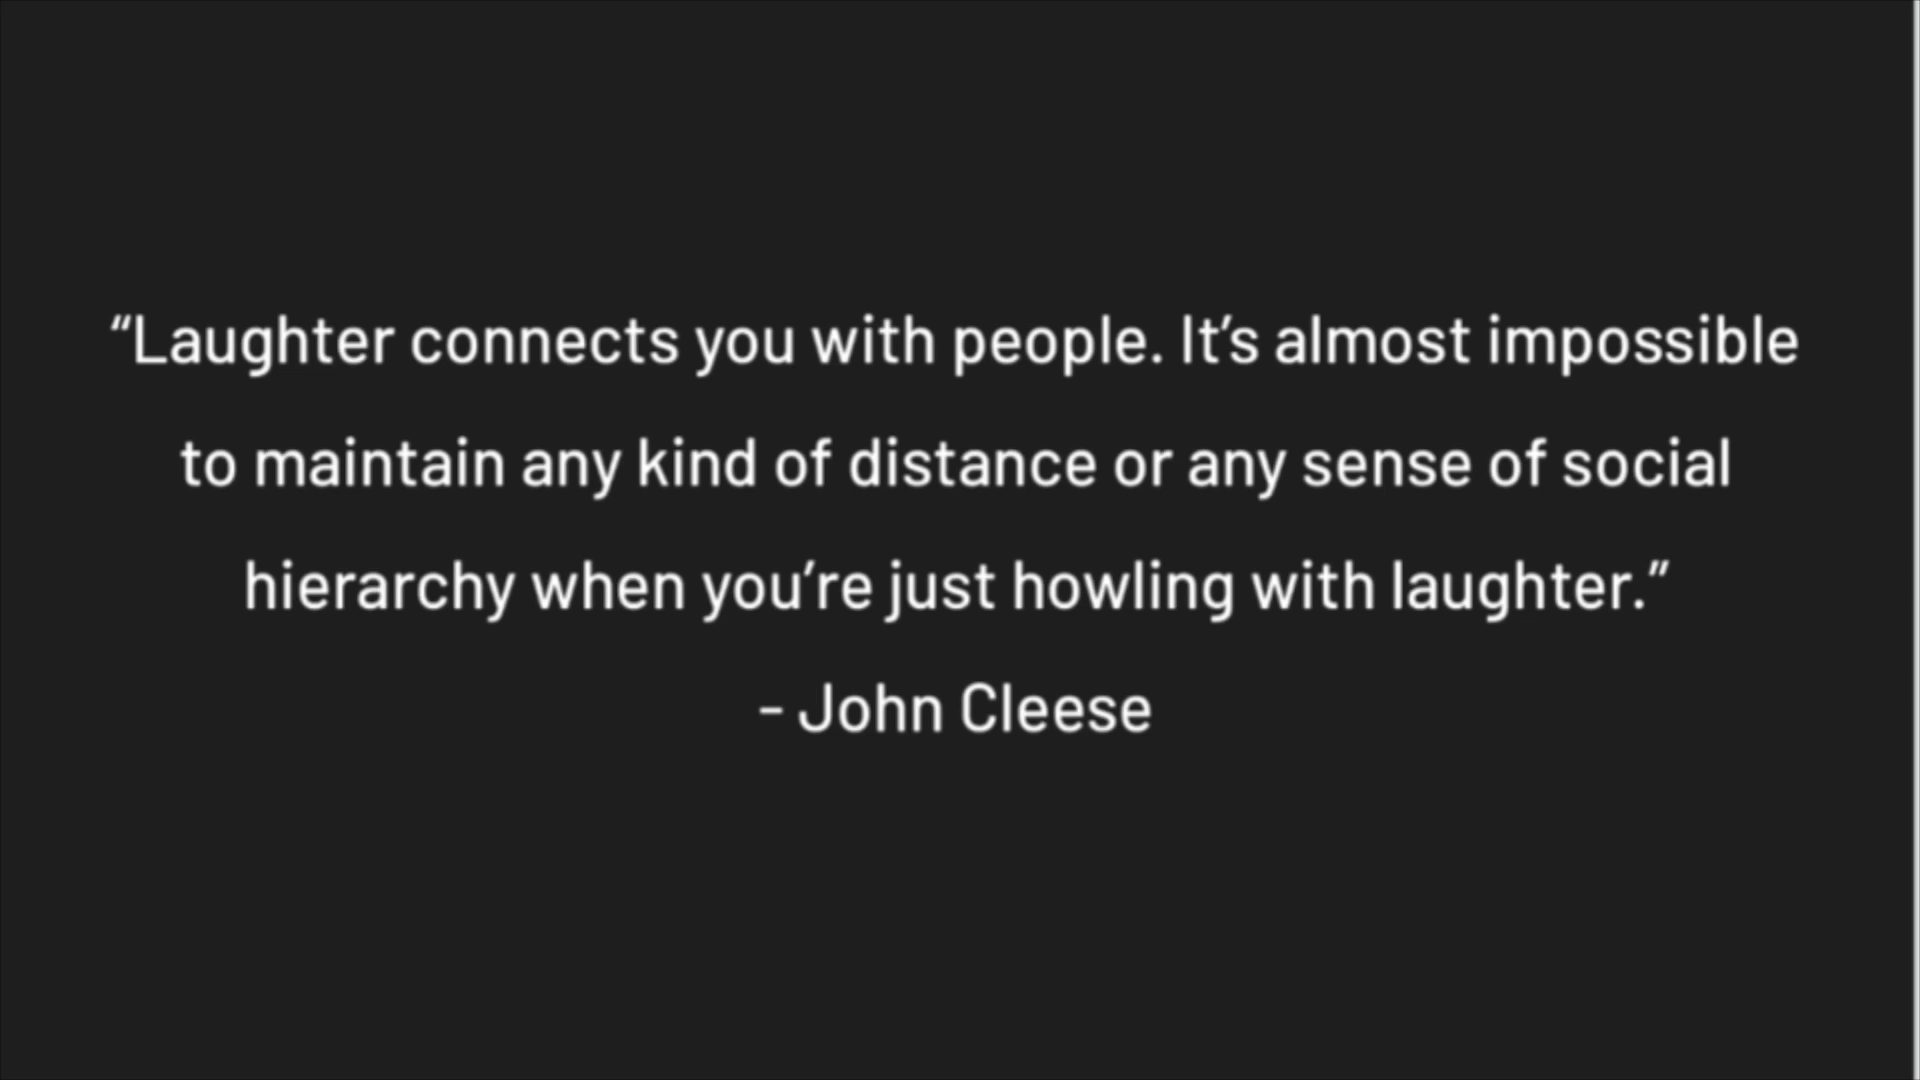 “Laughter connects you with people. It’s almost impossible
to maintain any kind of distance or any sense of social
hierarchy when you’re just howling with laughter.”
- John Cleese